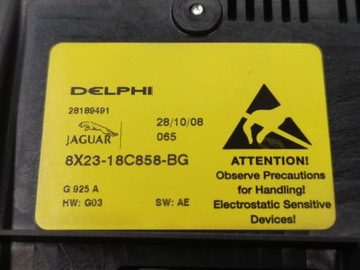 DELPHI
28189491
28/10/08
JAGUAR
065
8X23-18C858-BG
G 925 A
HW: G03
SW: AE
ATTENTION!
Observe Precautions
for Handling!
Electrostatic Sensitive
Devices!